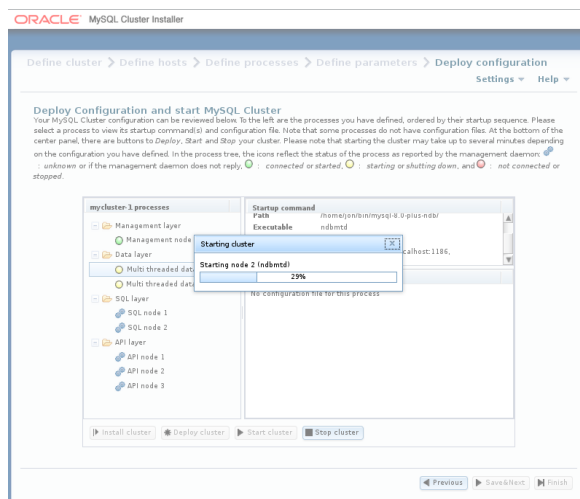 ORACLE® MySQL Cluster Installer
Define cluster > Define hosts > Define processes > Define parameters > Deploy configuration
Settings Help
Deploy Configuration and start MySQL Cluster
Your MySQL Cluster configuration can be reviewed below. To the left are the processes you have defined, ordered by their startup sequence. Please
select a process to view its startup command(s) and configuration file. Note that some processes do not have configuration files. At the bottom of the
center panel, there are buttons to Deploy, Start and Stop your cluster. Please note that starting the cluster may take up to several minutes depending
on the configuration you have defined. In the process tree, the icons reflect the status of the process as reported by the management daemon:
: unknown or if the management daemon does not reply, : connected or started, : starting or shutting down, and : not connected or
stopped.
mycluster-1 processes
Management layer
Management node
Data layer
Multi threaded data
Multi threaded data
SQL layer
SQL node 1
SQL node 2
API layer
API node 1
API node 2
API node 3
Startup command
Path /home/jon/bin/mysql-8.0-plus-ndb/
Executable ndbmtd
calhost:1186,
Starting cluster
Starting node 2 (ndbmtd)
29%
No configuration file for this process
Install cluster Deploy cluster Start cluster Stop cluster
Previous Save&Next Finish